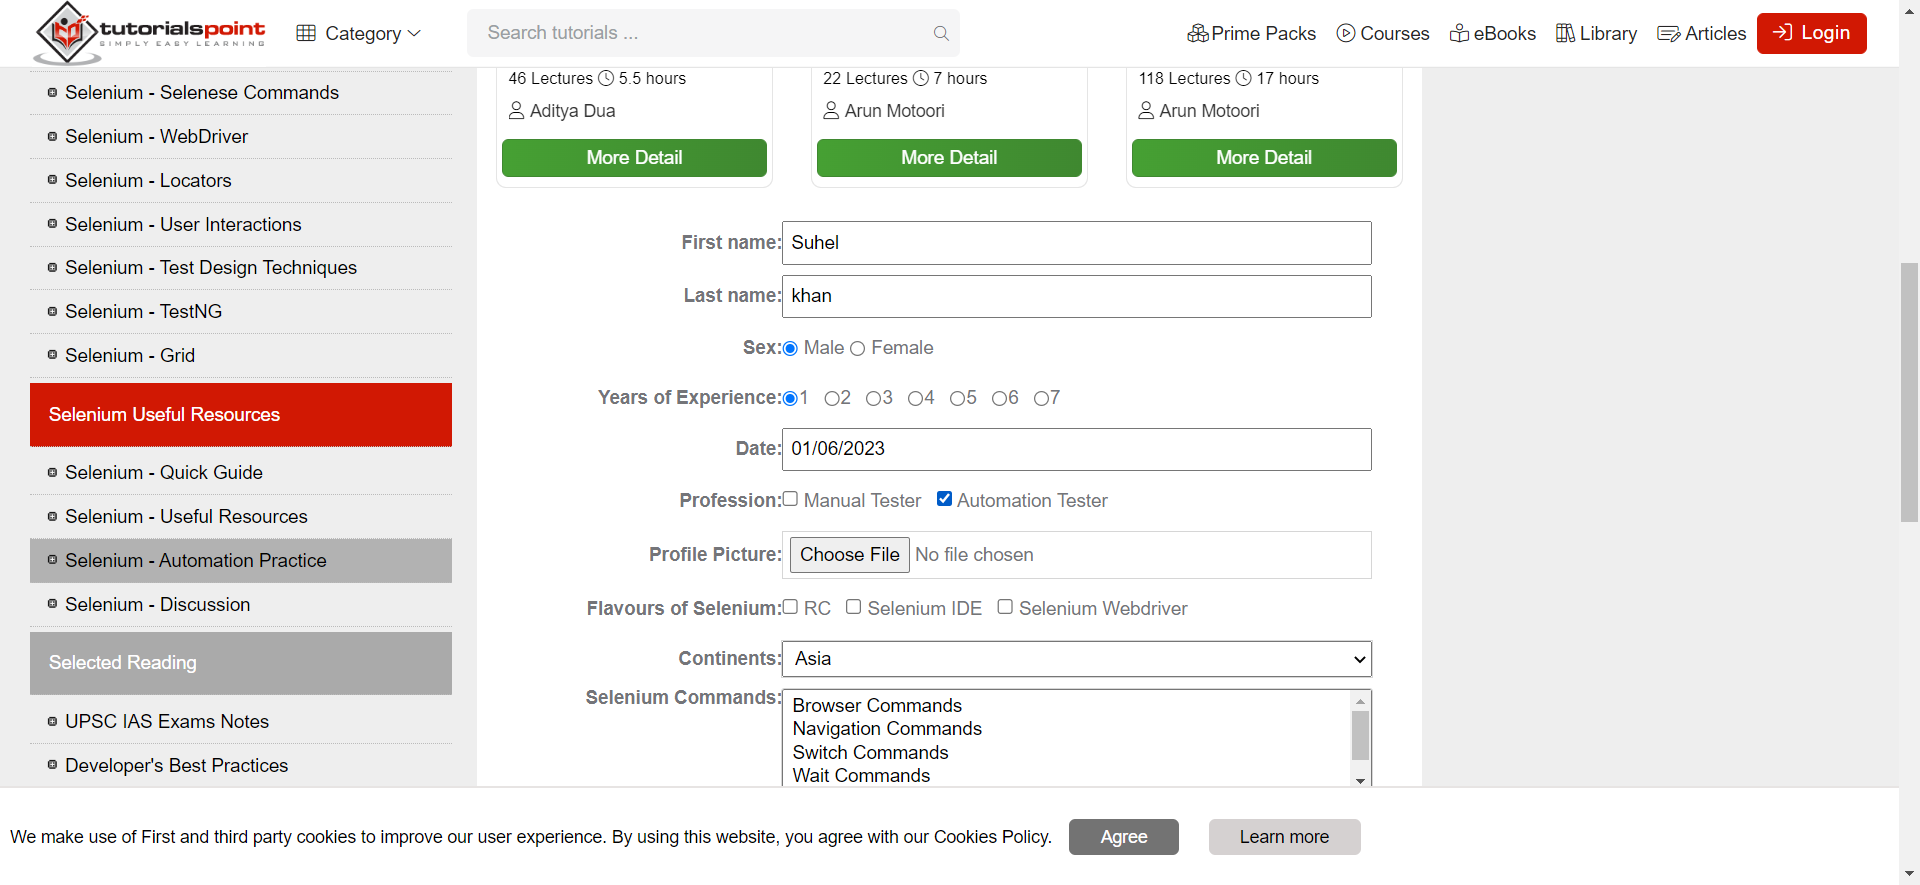 tutorialspoint
SIMPLY EASY LEARNING
Category
Search tutorials ...
Prime Packs
Courses
eBooks
Library
Articles
Login
Selenium - Selenese Commands
Selenium - WebDriver
Selenium - Locators
Selenium - User Interactions
Selenium - Test Design Techniques
Selenium - TestNG
Selenium - Grid
Selenium Useful Resources
Selenium - Quick Guide
Selenium - Useful Resources
Selenium - Automation Practice
Selenium - Discussion
Selected Reading
UPSC IAS Exams Notes
Developer's Best Practices
46 Lectures 5.5 hours
Aditya Dua
More Detail
22 Lectures 7 hours
Arun Motoori
More Detail
118 Lectures 17 hours
Arun Motoori
More Detail
First name: Suhel
Last name: khan
Sex: Male Female
Years of Experience: 1 2 3 4 5 6 7
Date: 01/06/2023
Profession: Manual Tester Automation Tester
Profile Picture: Choose File No file chosen
Flavours of Selenium: RC Selenium IDE Selenium Webdriver
Continents: Asia
Selenium Commands: Browser Commands
Navigation Commands
Switch Commands
Wait Commands
We make use of First and third party cookies to improve our user experience. By using this website, you agree with our Cookies Policy. Agree Learn more